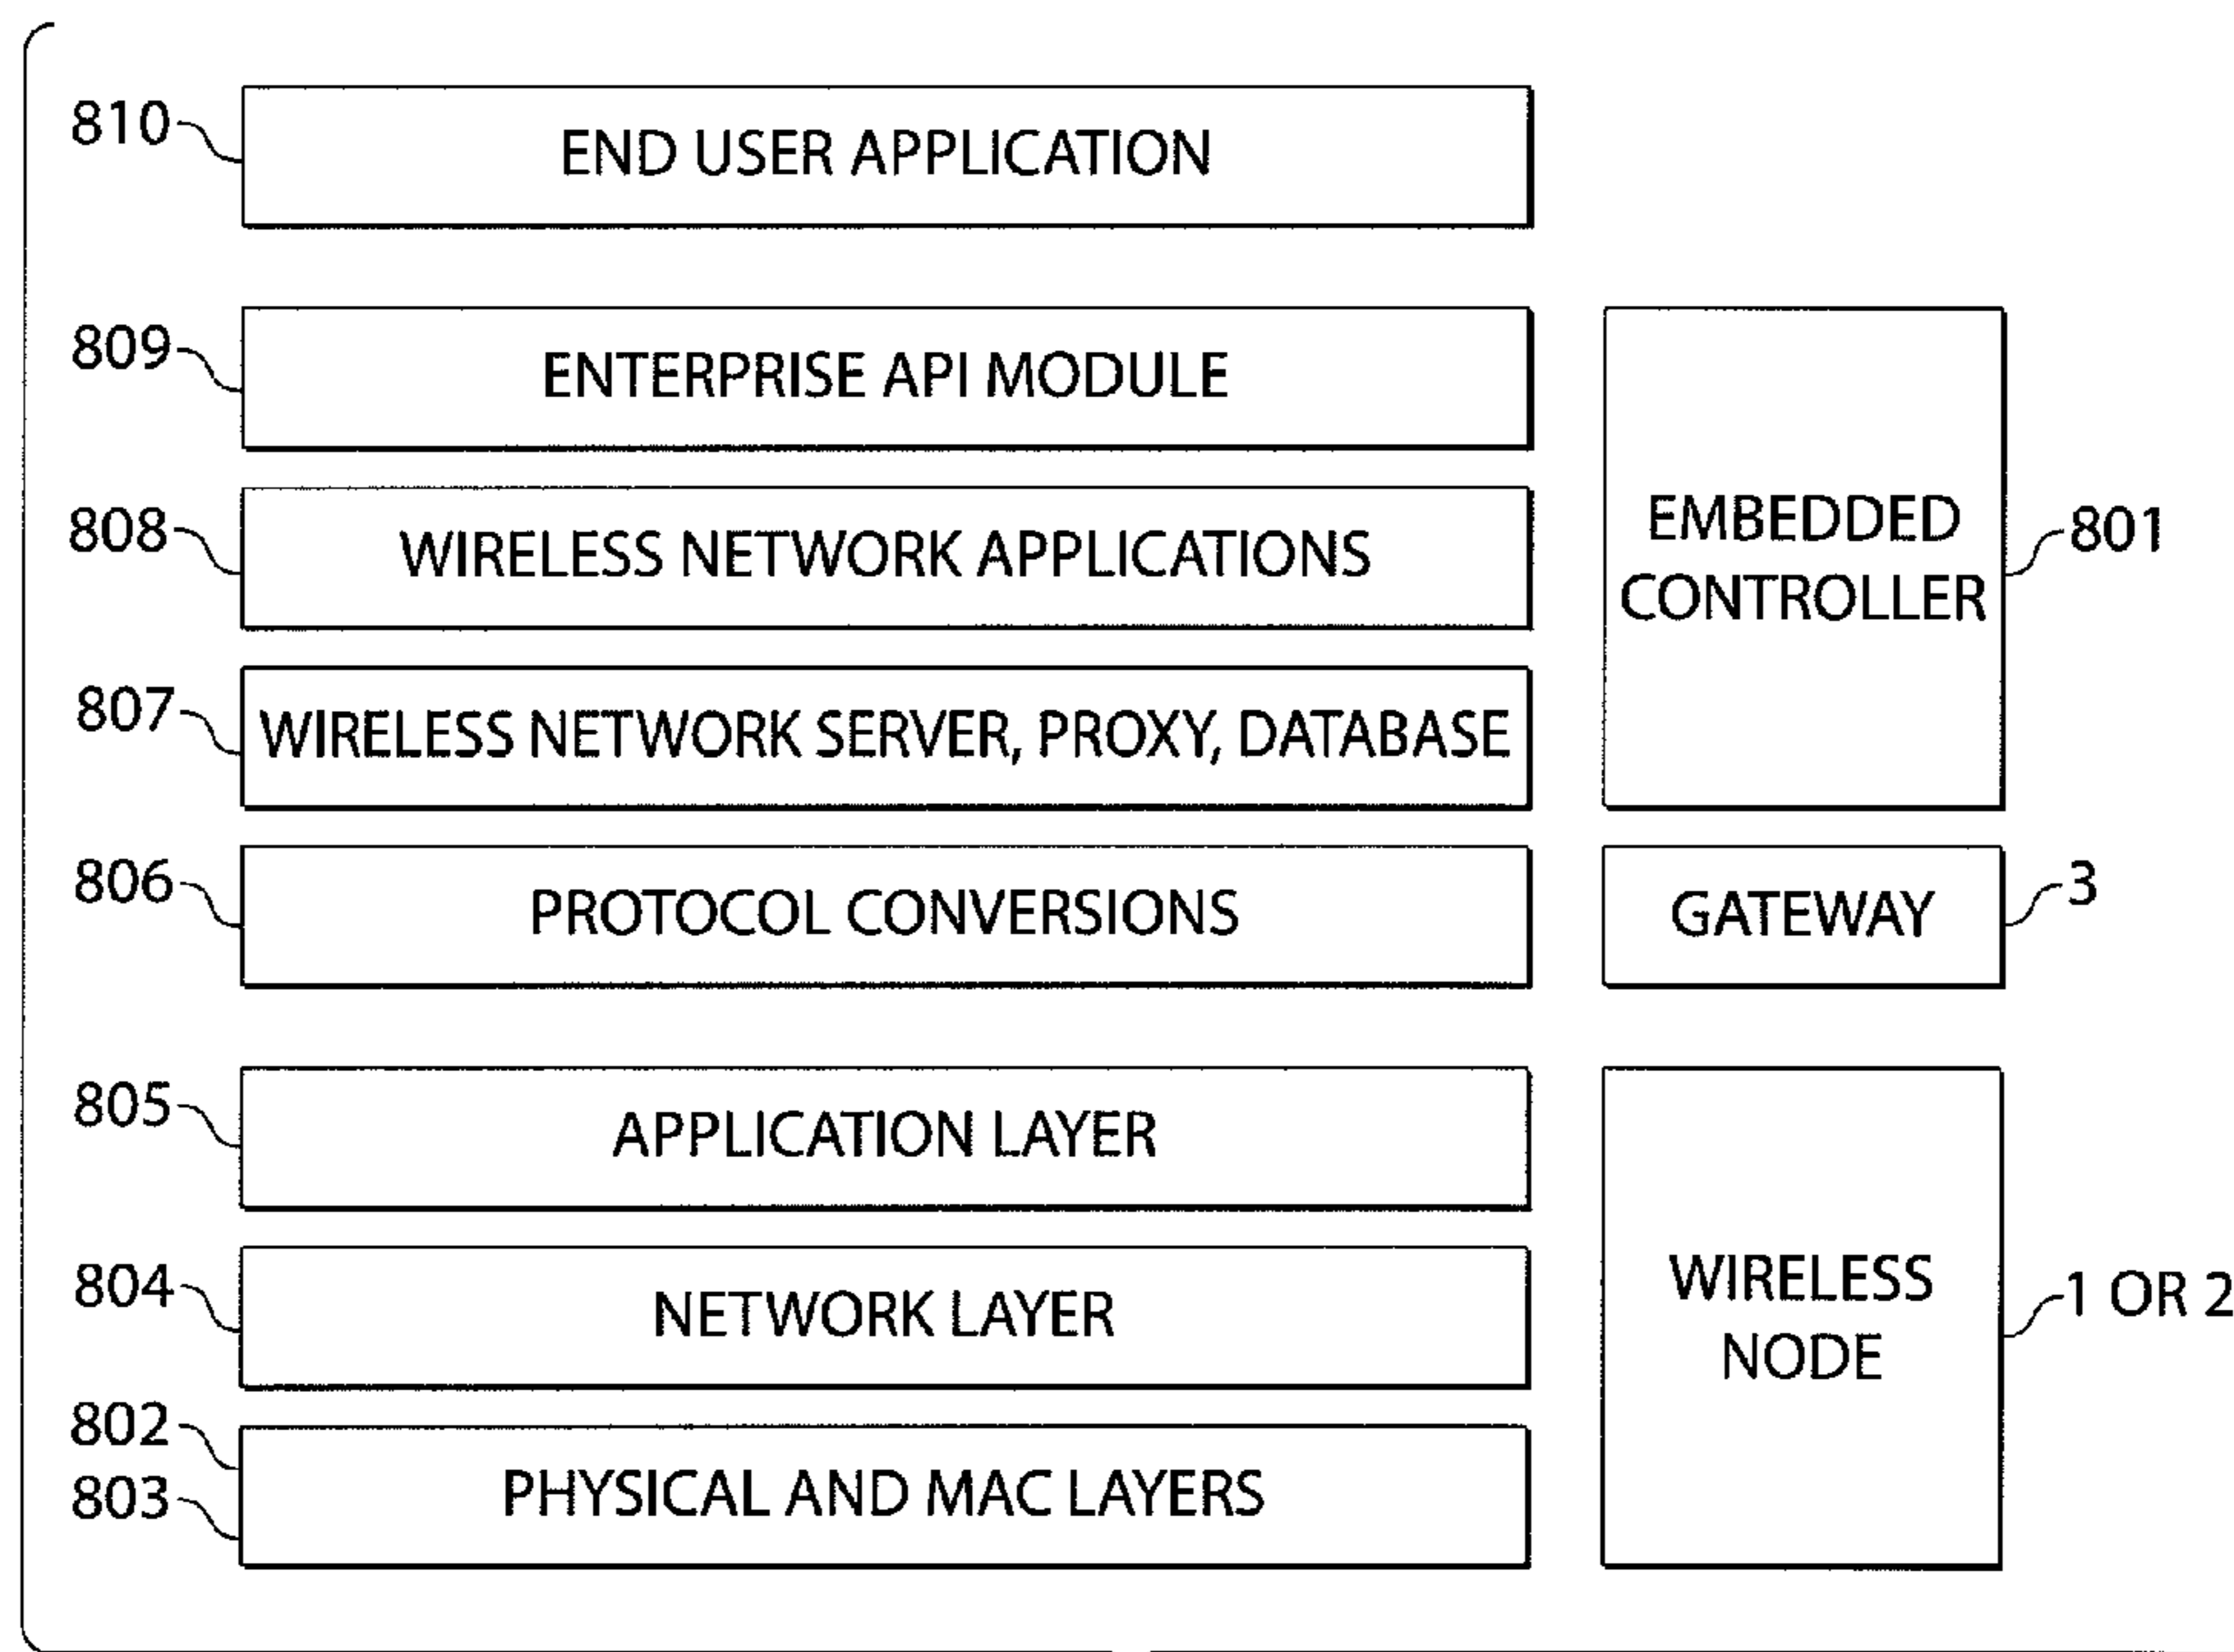 810 END USER APPLICATION
809 ENTERPRISE API MODULE
808 WIRELESS NETWORK APPLICATIONS
807 WIRELESS NETWORK SERVER, PROXY, DATABASE
EMBEDDED
CONTROLLER
801
806 PROTOCOL CONVERSIONS
GATEWAY 3
805 APPLICATION LAYER
804 NETWORK LAYER
802
803
PHYSICAL AND MAC LAYERS
WIRELESS
NODE
1 OR 2